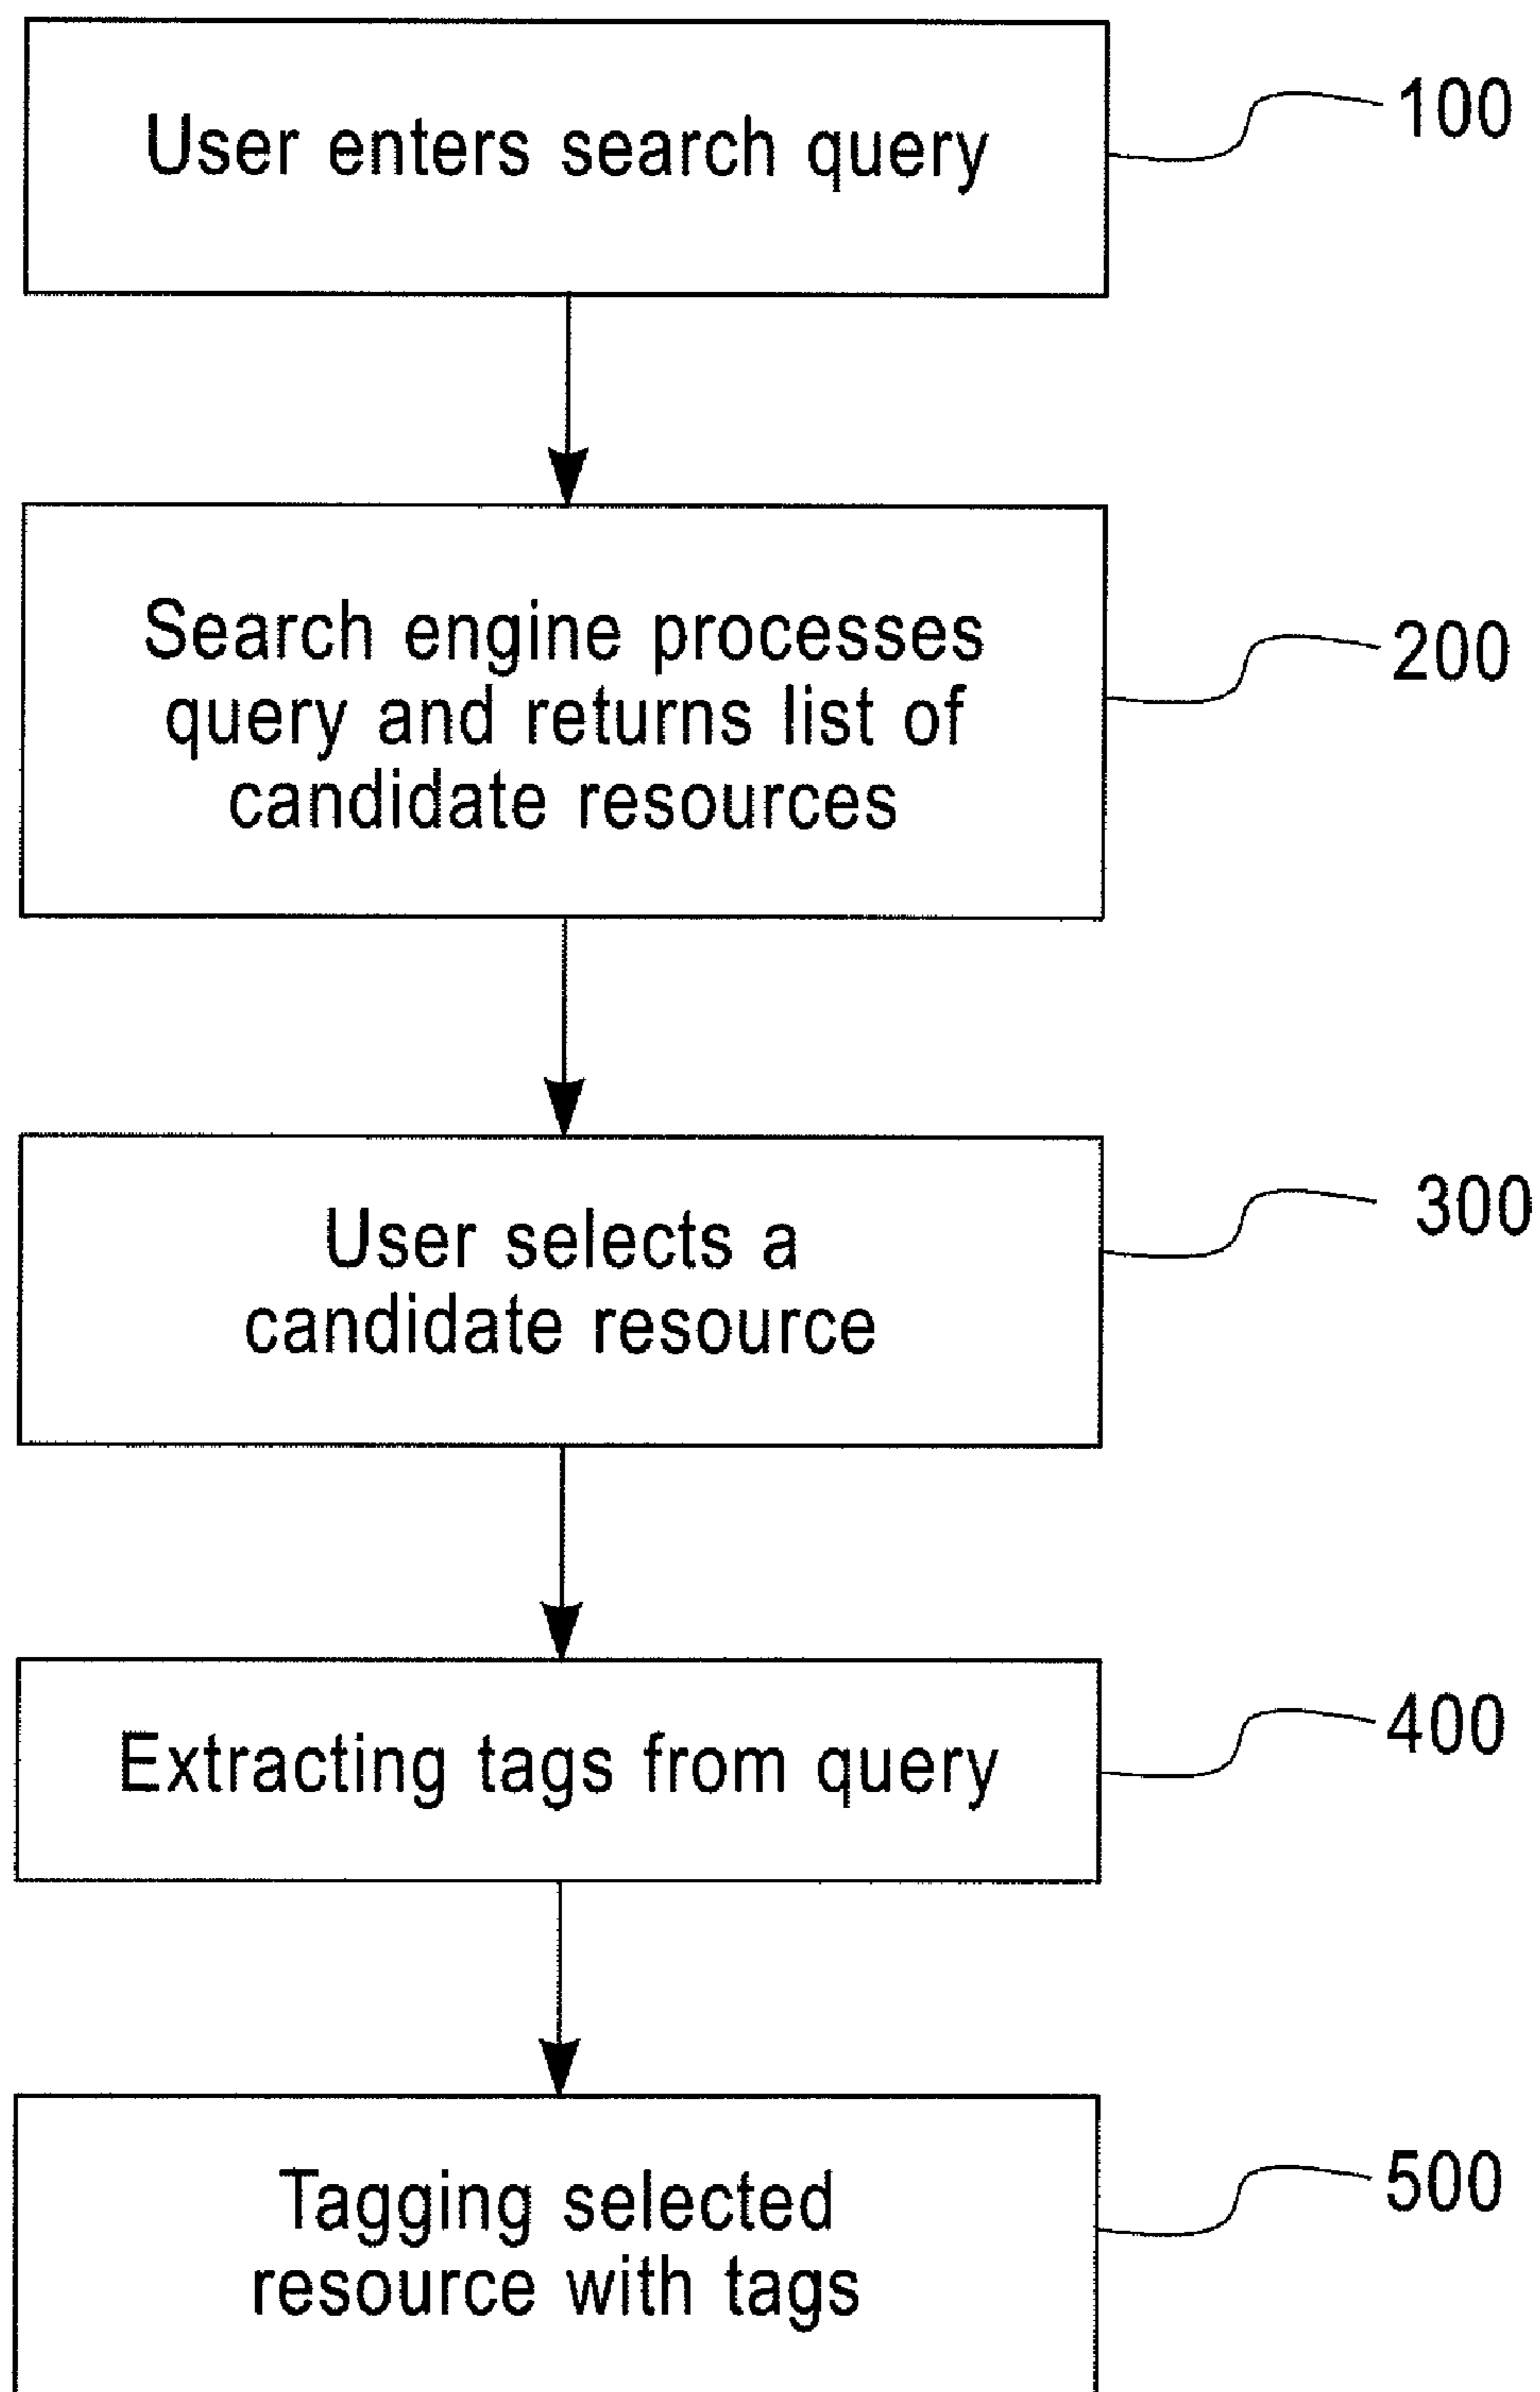 User enters search query
100
Search engine processes
query and returns list of
candidate resources
200
User selects a
candidate resource
300
Extracting tags from query
400
Tagging selected
resource with tags
500